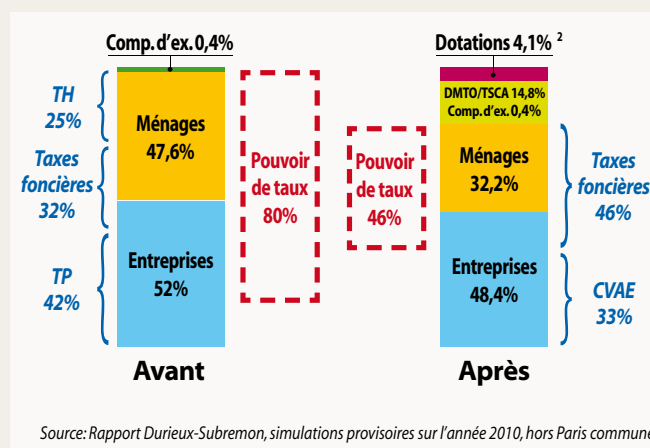 Comp. d'ex. 0,4%
TH
25%
Taxes
foncières
32%
TP
42%
Ménages
47,6%
Entreprises
52%
Pouvoir
de taux
80%
Avant
Dotations 4,1% 2
DMTO/TSCA 14,8%
Comp. d'ex. 0,4%
Pouvoir
de taux
46%
Ménages
32,2%
Entreprises
48,4%
Taxes
foncières
46%
CVAE
33%
Après
Source: Rapport Durieux-Subremon, simulations provisoires sur l'année 2010, hors Paris commune